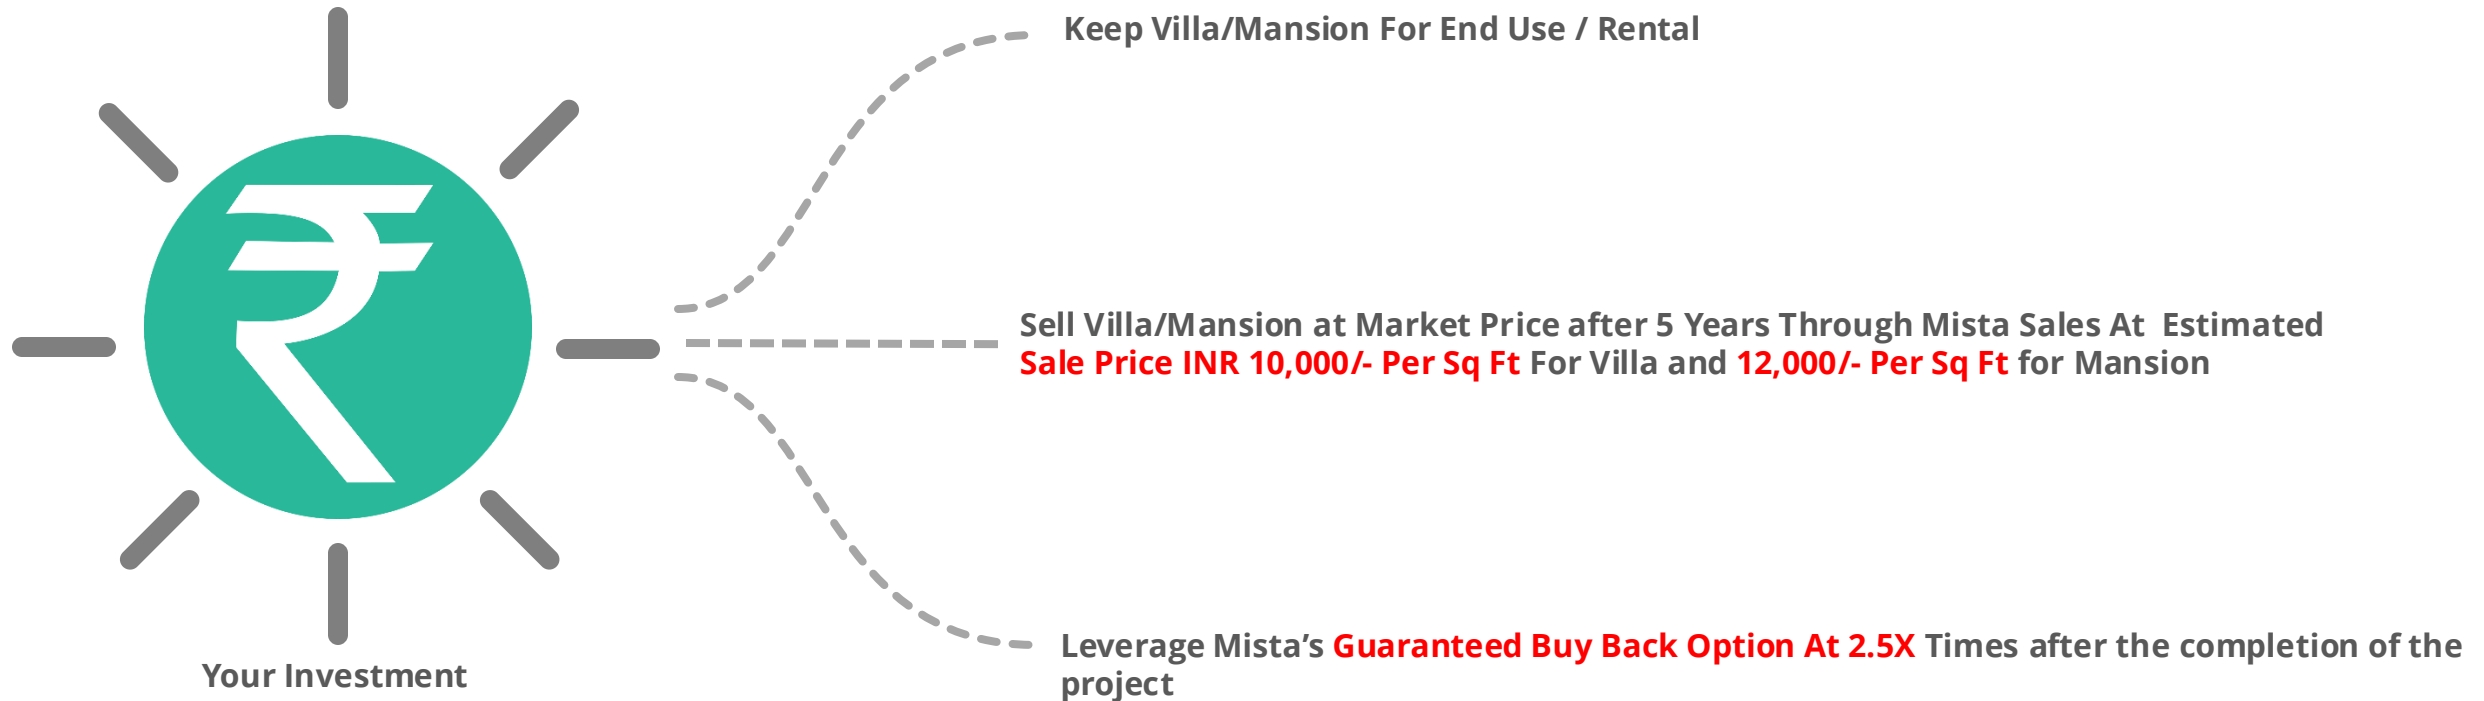 Keep Villa/Mansion For End Use / Rental
Sell Villa/Mansion at Market Price after 5 Years Through Mista Sales At  Estimated
Sale Price INR 10,000/- Per Sq Ft For Villa and 12,000/- Per Sq Ft for Mansion
Leverage Mista’s Guaranteed Buy Back Option At 2.5X Times after the completion of the
project
₹
Your Investment